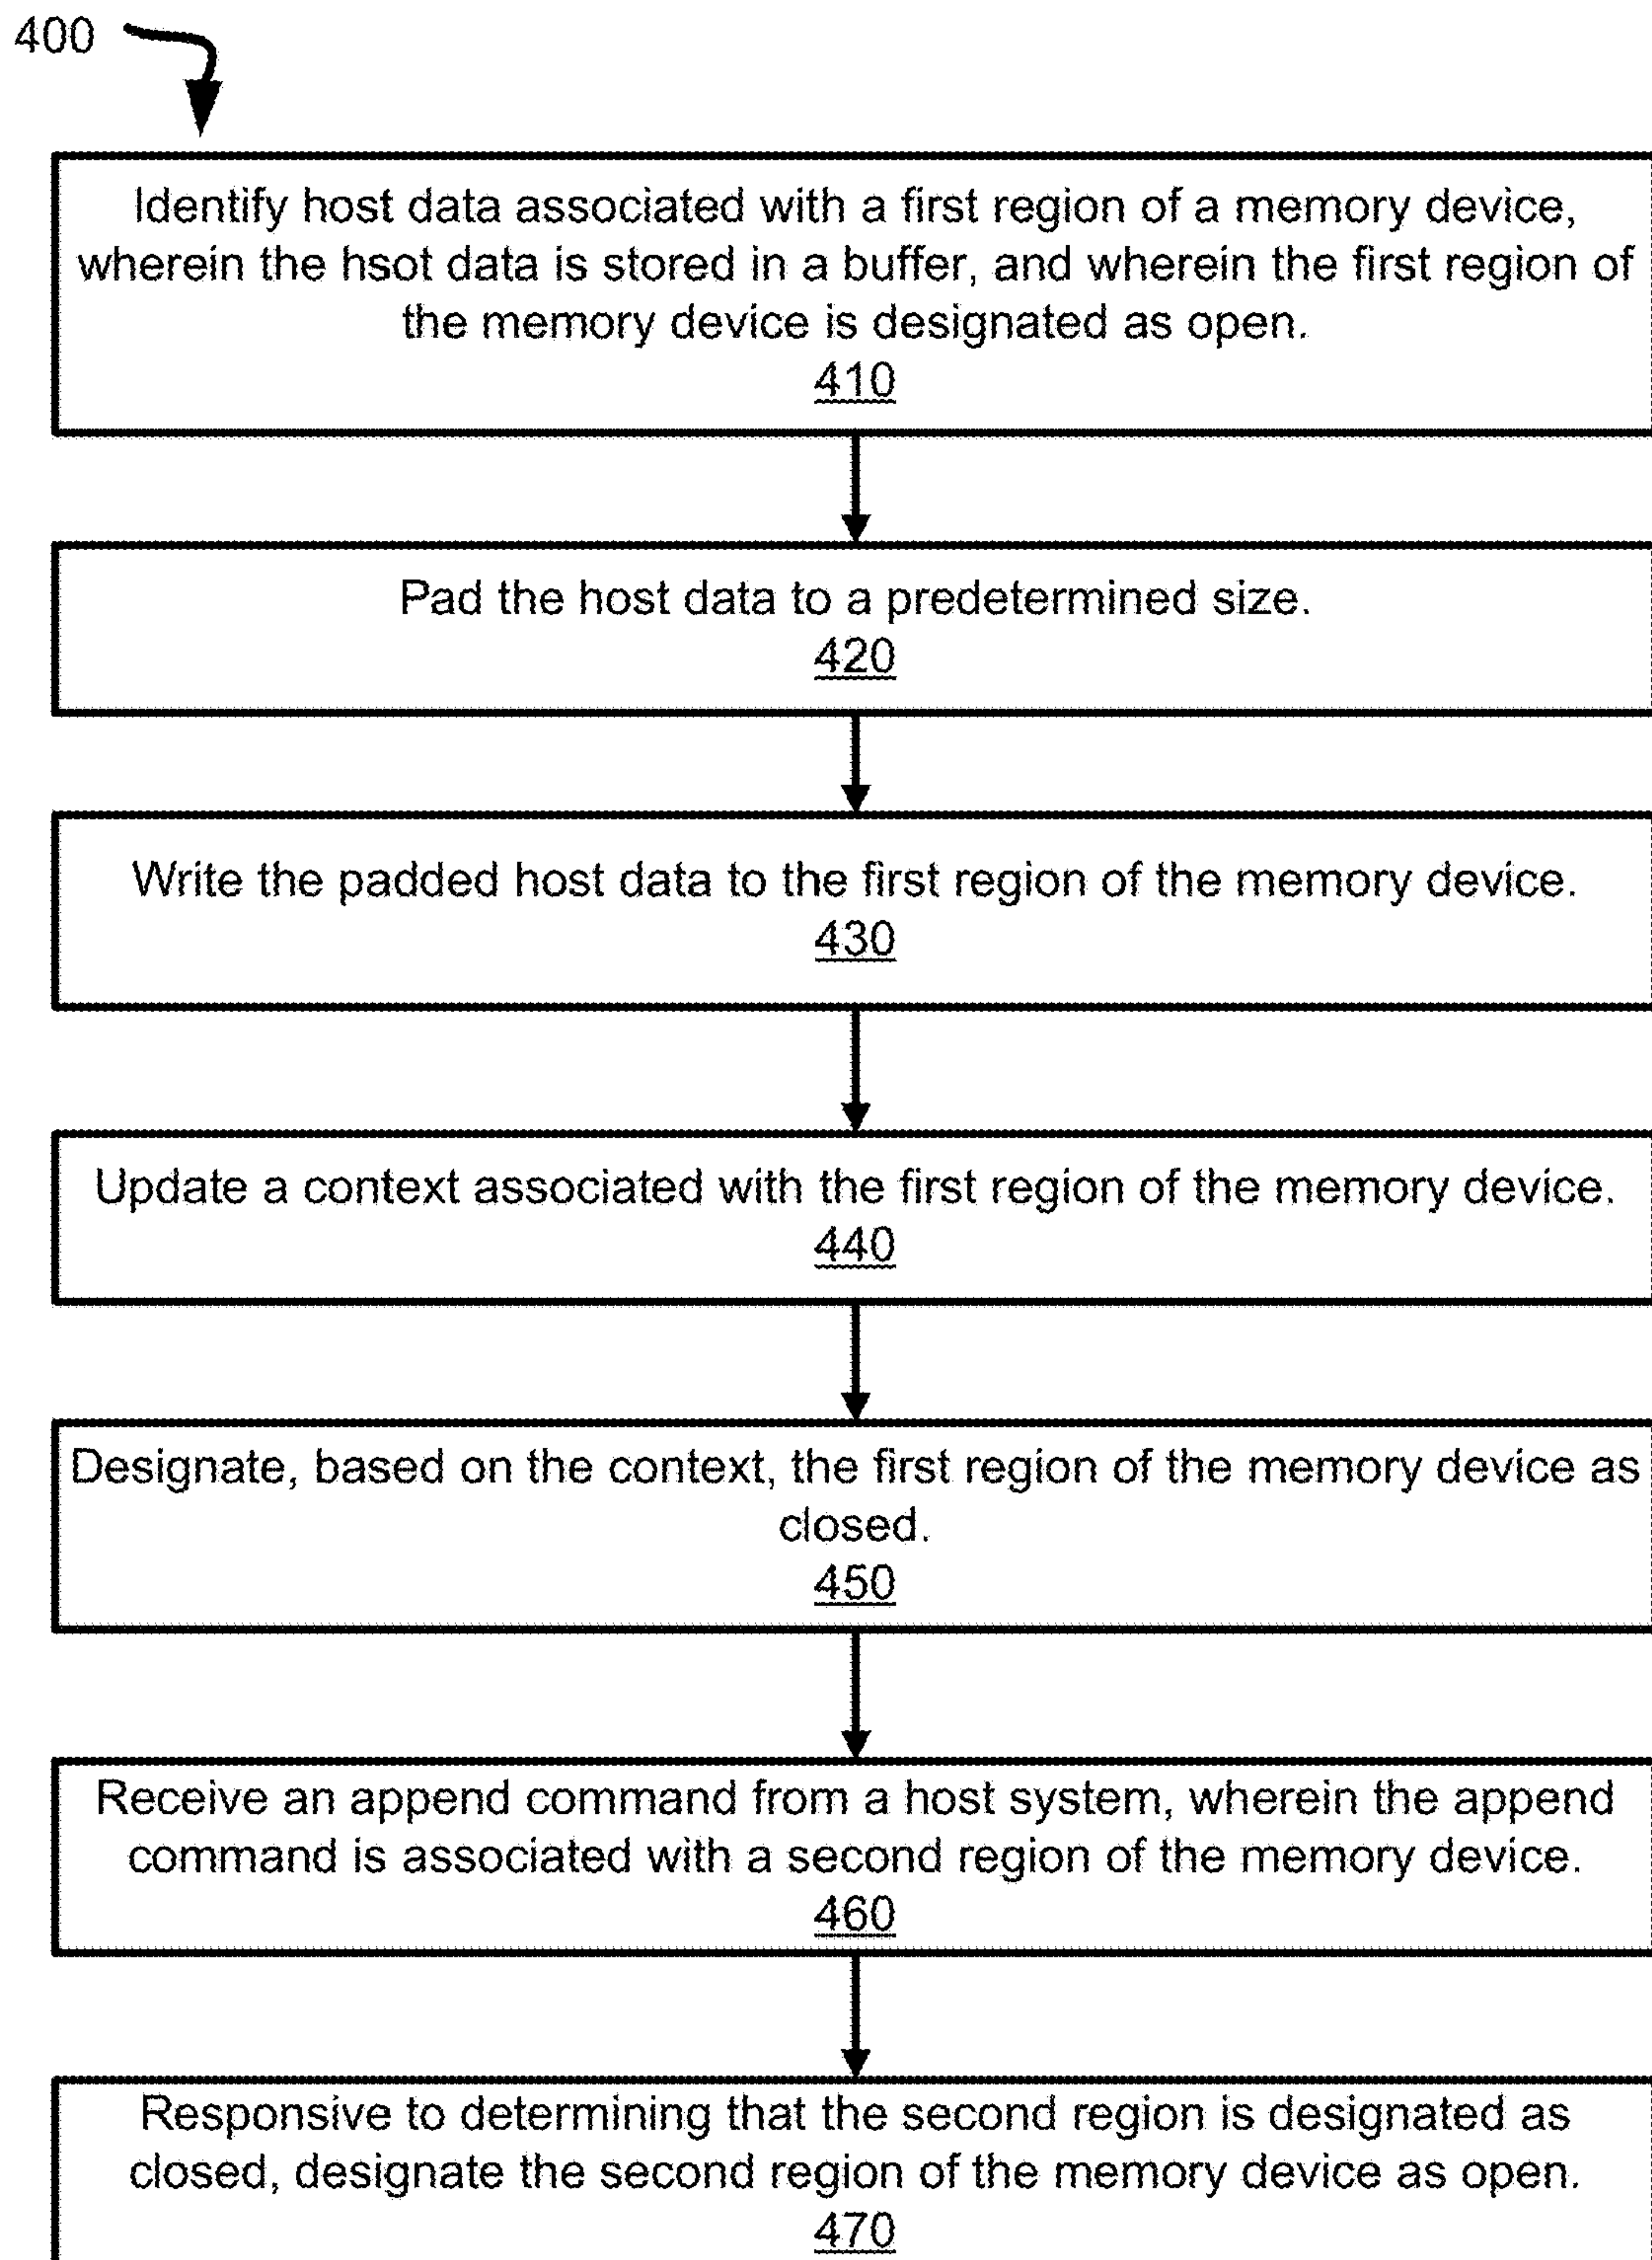 400
Identify host data associated with a first region of a memory device,
wherein the hsot data is stored in a buffer, and wherein the first region of
the memory device is designated as open.
410
Pad the host data to a predetermined size.
420
Write the padded host data to the first region of the memory device.
430
Update a context associated with the first region of the memory device.
440
Designate, based on the context, the first region of the memory device as
closed.
450
Receive an append command from a host system, wherein the append
command is associated with a second region of the memory device.
460
Responsive to determining that the second region is designated as
closed, designate the second region of the memory device as open.
470